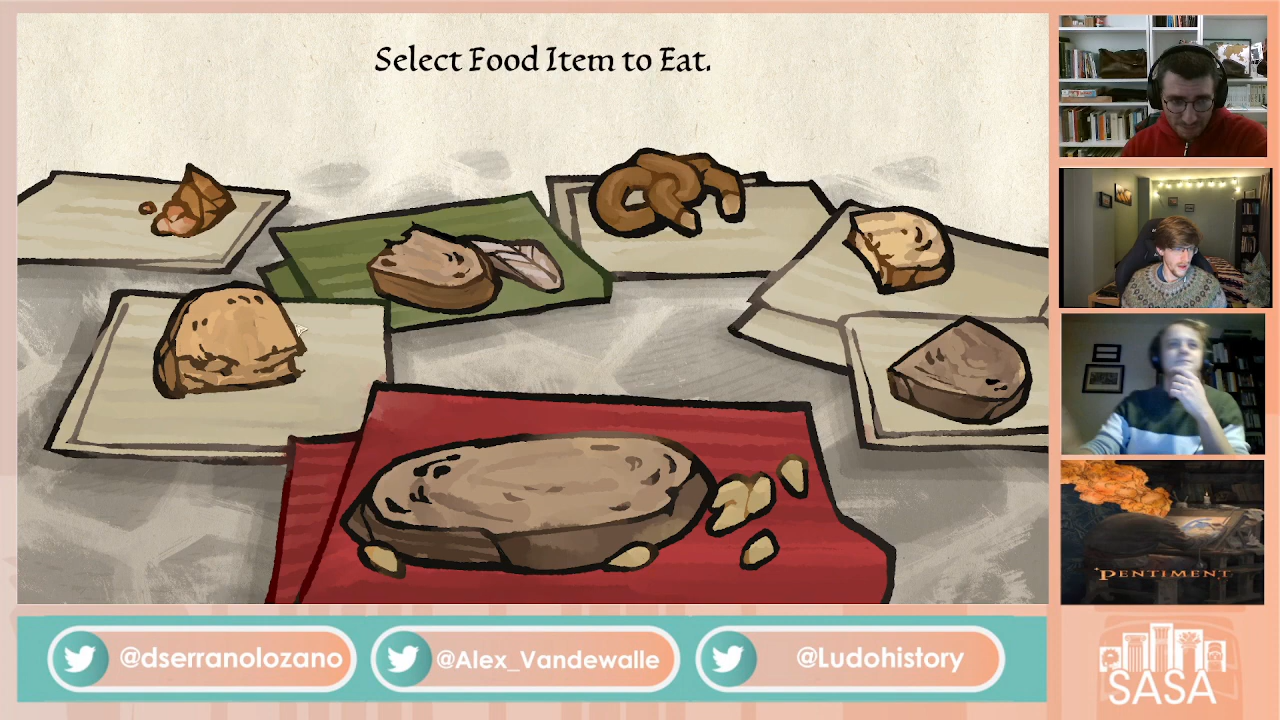 Select Food Item to Eat.
PENTIMENT
@dserranolozano
@Alex_Vandewalle
@Ludohistory
SASA